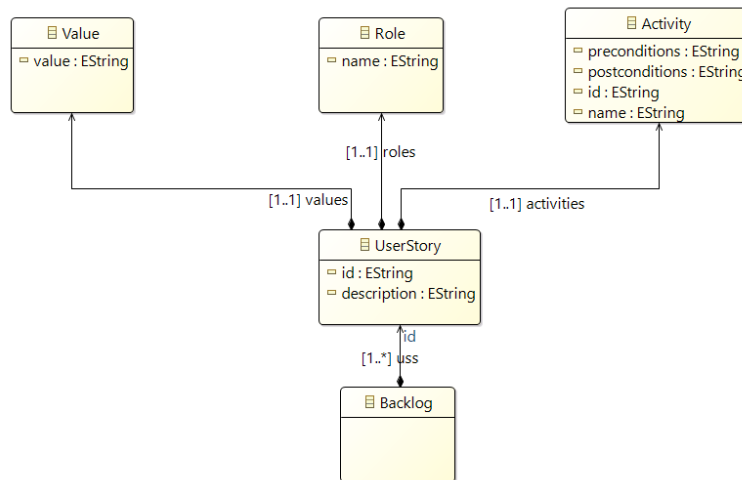 Value
value : EString
Role
name : EString
Activity
preconditions : EString
postconditions : EString
id : EString
name : EString
[1..1] roles
[1..1] values
[1..1] activities
UserStory
id : EString
description : EString
id
[1..*] uss
Backlog